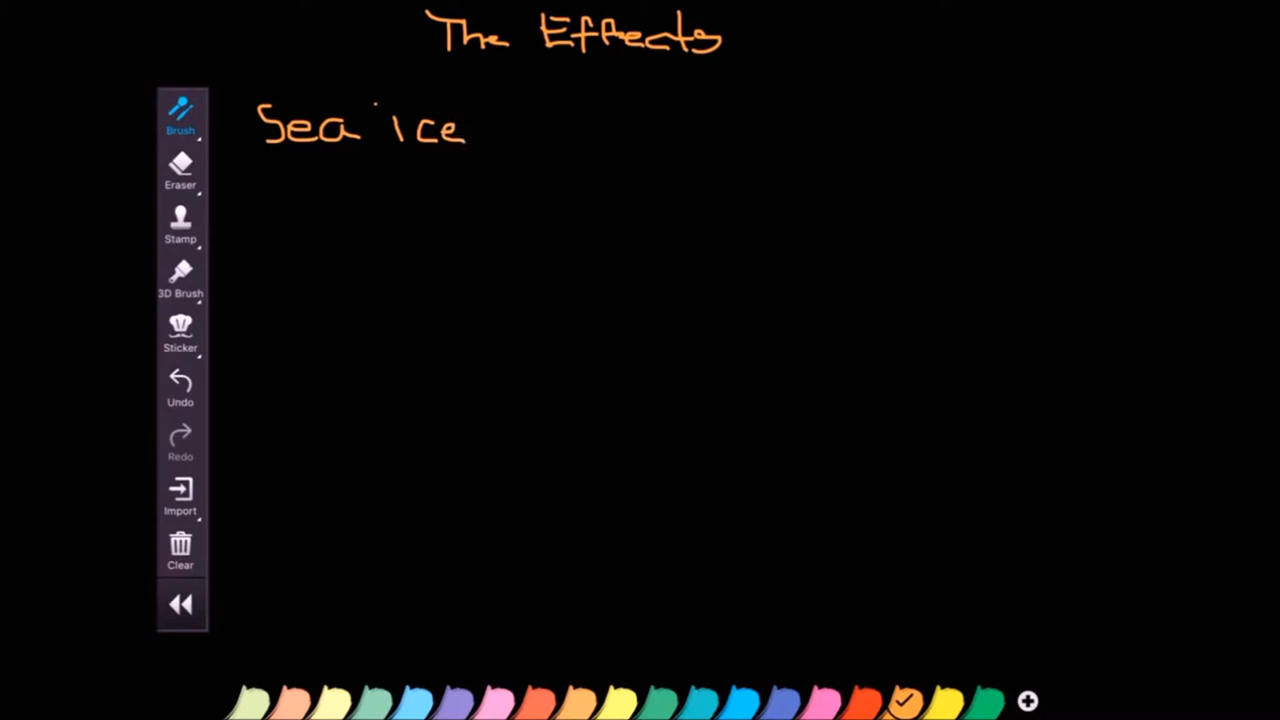 The Effects
Sea ice
Brush
Eraser
Stamp
3D Brush
Sticker
Undo
Redo
Import
Clear